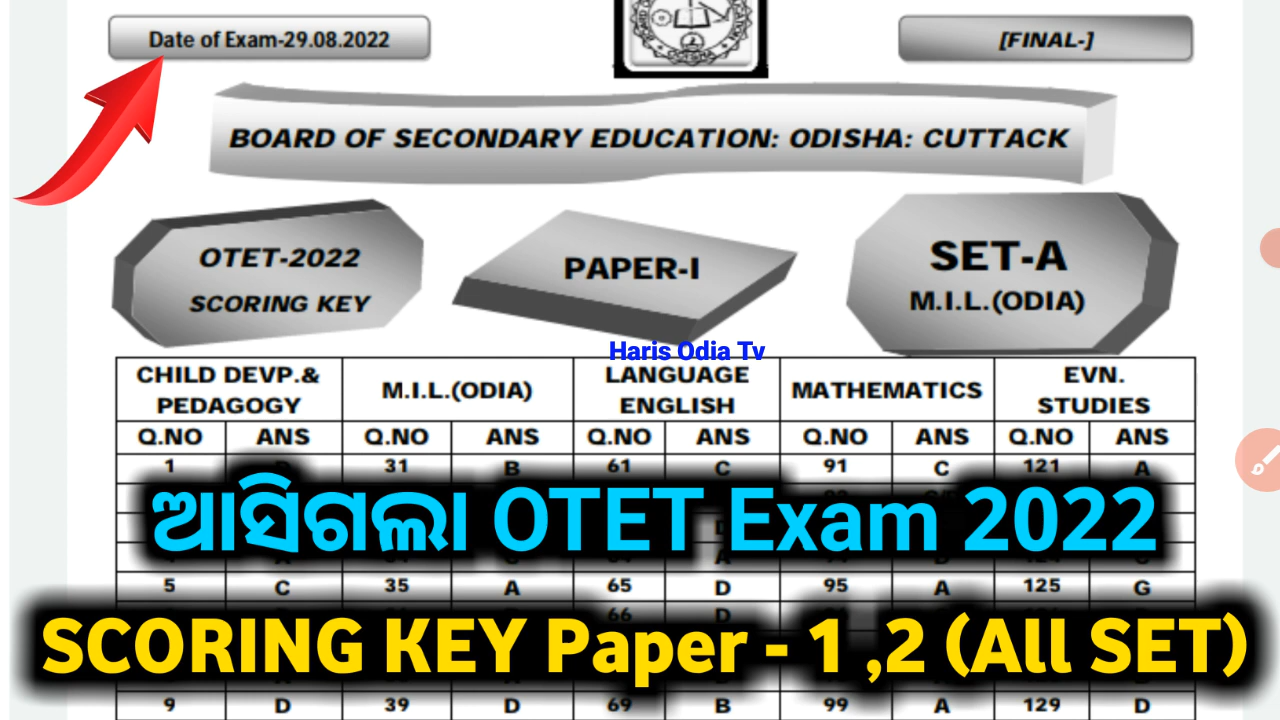 Date of Exam-29.08.2022
[FINAL-]
BOARD OF SECONDARY EDUCATION: ODISHA: CUTTACK
OTET-2022
SCORING KEY
PAPER-I
SET-A
M.I.L.(ODIA)
Haris Odia Tv
CHILD DEVP.& PEDAGOGY M.I.L.(ODIA) LANGUAGE ENGLISH MATHEMATICS EVN. STUDIES
Q.NO ANS Q.NO ANS Q.NO ANS Q.NO ANS Q.NO ANS
1 31 B 61 C 91 C 121 A
ଆସିଗଲା OTET Exam 2022
5 C 35 A 65 D 95 A 125 G
66 D
SCORING KEY Paper - 1 ,2 (All SET)
9 D 39 D 69 B 99 A 129 D